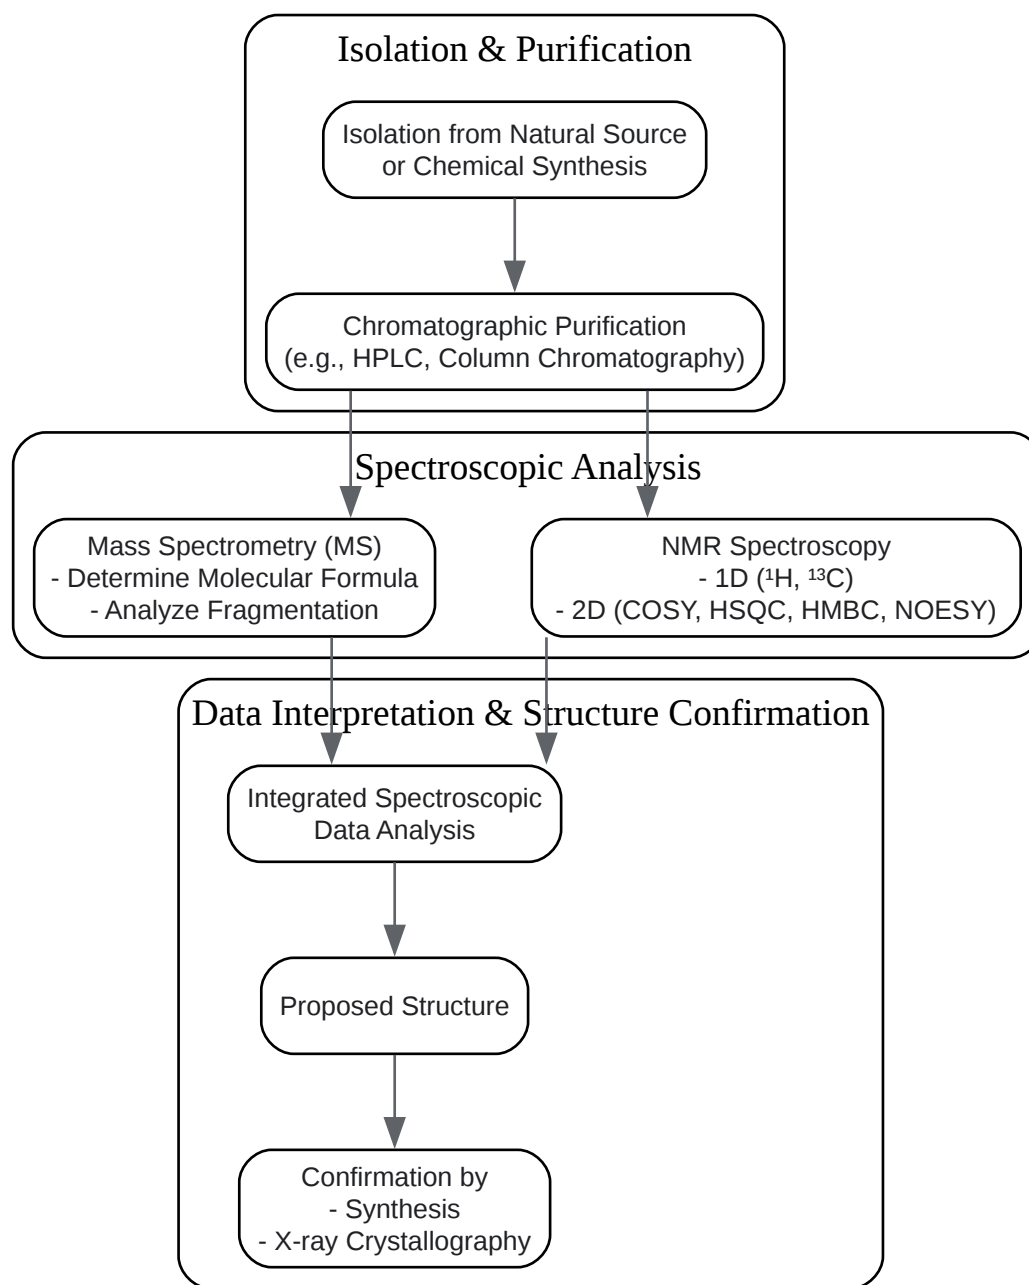 Isolation & Purification
Isolation from Natural Source
or Chemical Synthesis
Chromatographic Purification
(e.g., HPLC, Column Chromatography)
Spectroscopic Analysis
Mass Spectrometry (MS)
- Determine Molecular Formula
- Analyze Fragmentation
NMR Spectroscopy
- 1D (¹H, ¹³C)
- 2D (COSY, HSQC, HMBC, NOESY)
Data Interpretation & Structure Confirmation
Integrated Spectroscopic
Data Analysis
Proposed Structure
Confirmation by
- Synthesis
- X-ray Crystallography